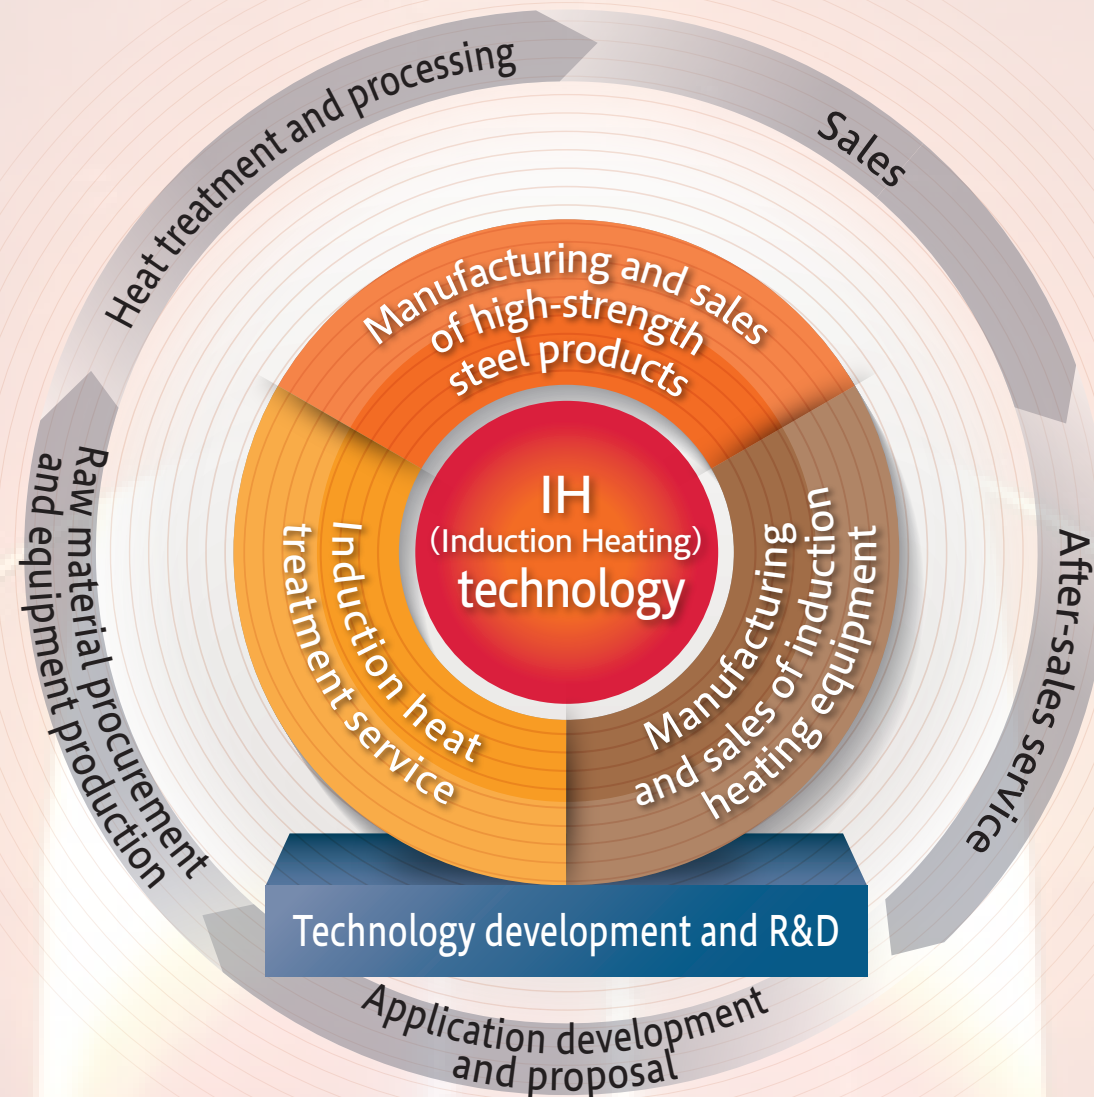 Heat treatment and processing
Sales
After-sales service
Application development
and proposal
Raw material procurement
and equipment production
Manufacturing and sales
of high-strength
steel products
Manufacturing
and sales of induction
heating equipment
Induction heat
treatment service
IH
(Induction Heating)
technology
Technology development and R&D